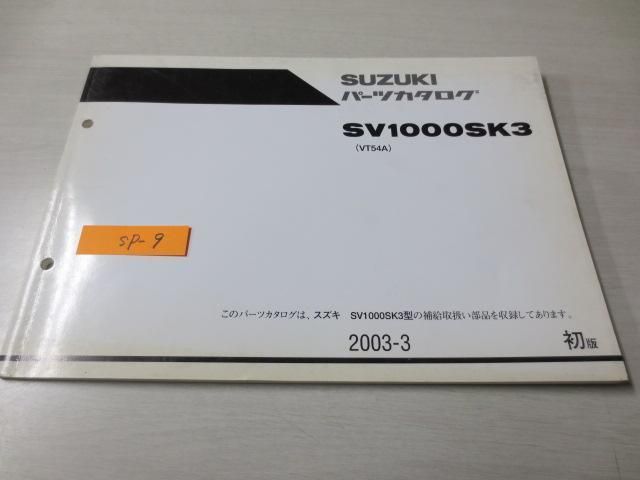 SUZUKI
パーツカタログ
SV1000SK3
(VT54A)
SP-9
このパーツカタログは、スズキ SV1000SK3型の補給取扱い部品を収録してあります。
2003-3
初版